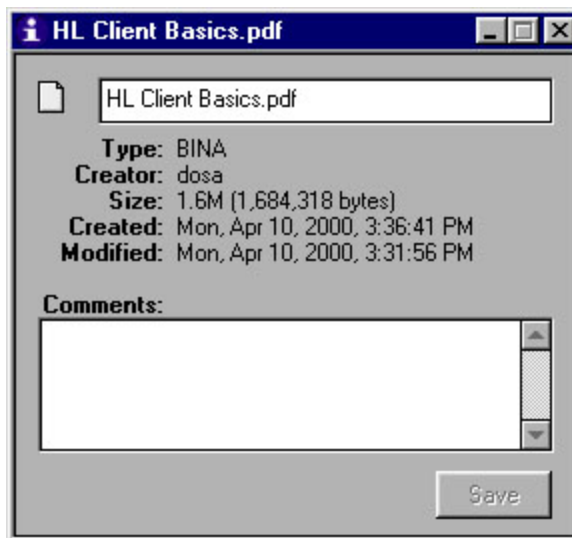 HL Client Basics.pdf
HL Client Basics.pdf
Type: BINA
Creator: dosa
Size: 1.6M (1,684,318 bytes)
Created: Mon, Apr 10, 2000, 3:36:41 PM
Modified: Mon, Apr 10, 2000, 3:31:56 PM
Comments:
Save